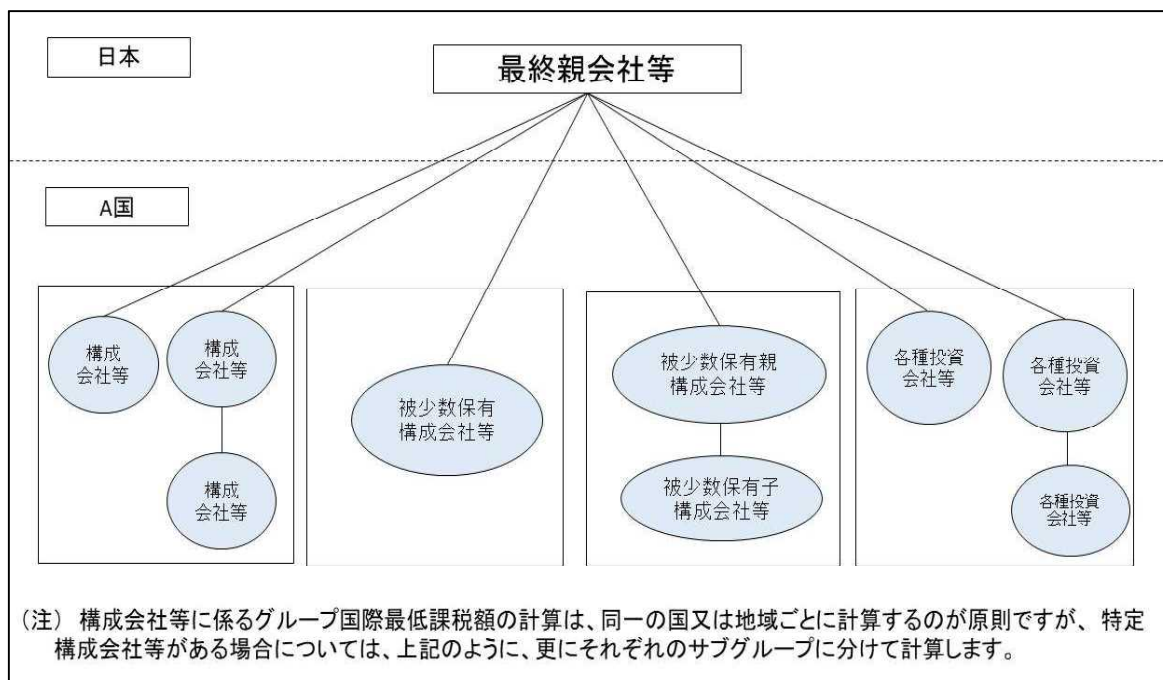 日本
最終親会社等
A国
構成
会社等
構成
会社等
構成
会社等
被少数保有
構成会社等
被少数保有親
構成会社等
被少数保有子
構成会社等
各種投資
会社等
各種投資
会社等
各種投資
会社等
(注) 構成会社等に係るグループ国際最低課税額の計算は、同一の国又は地域ごとに計算するのが原則ですが、特定
構成会社等がある場合については、上記のように、更にそれぞれのサブグループに分けて計算します。